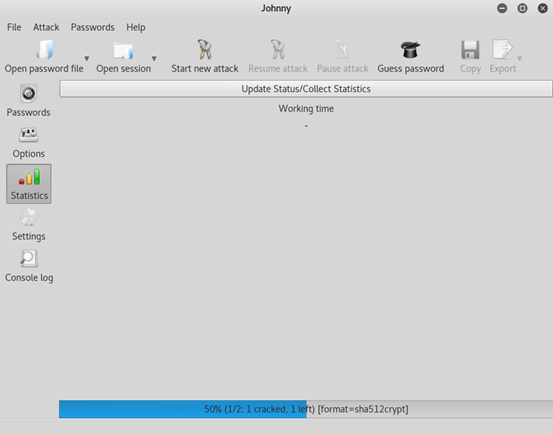 Johnny
File Attack Passwords Help
Open password file Open session Start new attack Resume attack Pause attack Guess password Copy Export
Update Status/Collect Statistics
Working time
-
Passwords
Options
Statistics
Settings
Console log
50% (1/2: 1 cracked, 1 left) [format=sha512crypt]